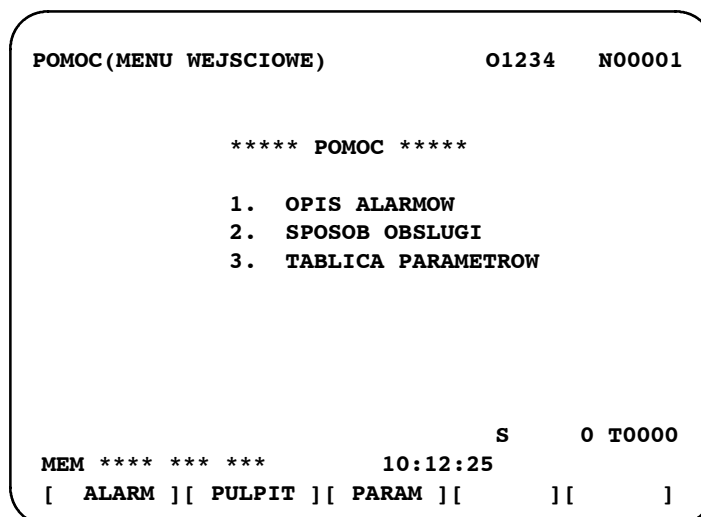 POMOC(MENU WEJSCIOWE) O1234 N00001
***** POMOC *****
1. OPIS ALARMOW
2. SPOSOB OBSLUGI
3. TABLICA PARAMETROW
S 0 T0000
MEM **** *** *** 10:12:25
[ ALARM ][ PULPIT ][ PARAM ][ ][ ]